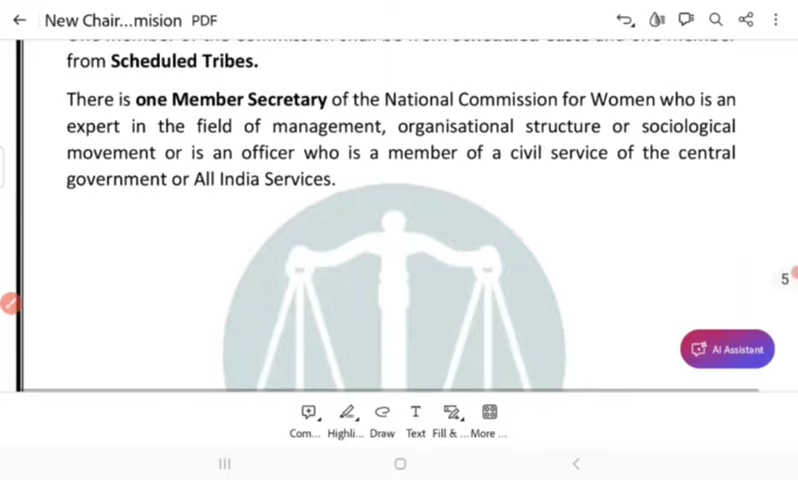 New Chair...mision PDF
from Scheduled Tribes.
There is one Member Secretary of the National Commission for Women who is an
expert in the field of management, organisational structure or sociological
movement or is an officer who is a member of a civil service of the central
government or All India Services.
5
AI Assistant
Com... Highli... Draw Text Fill & ... More ...